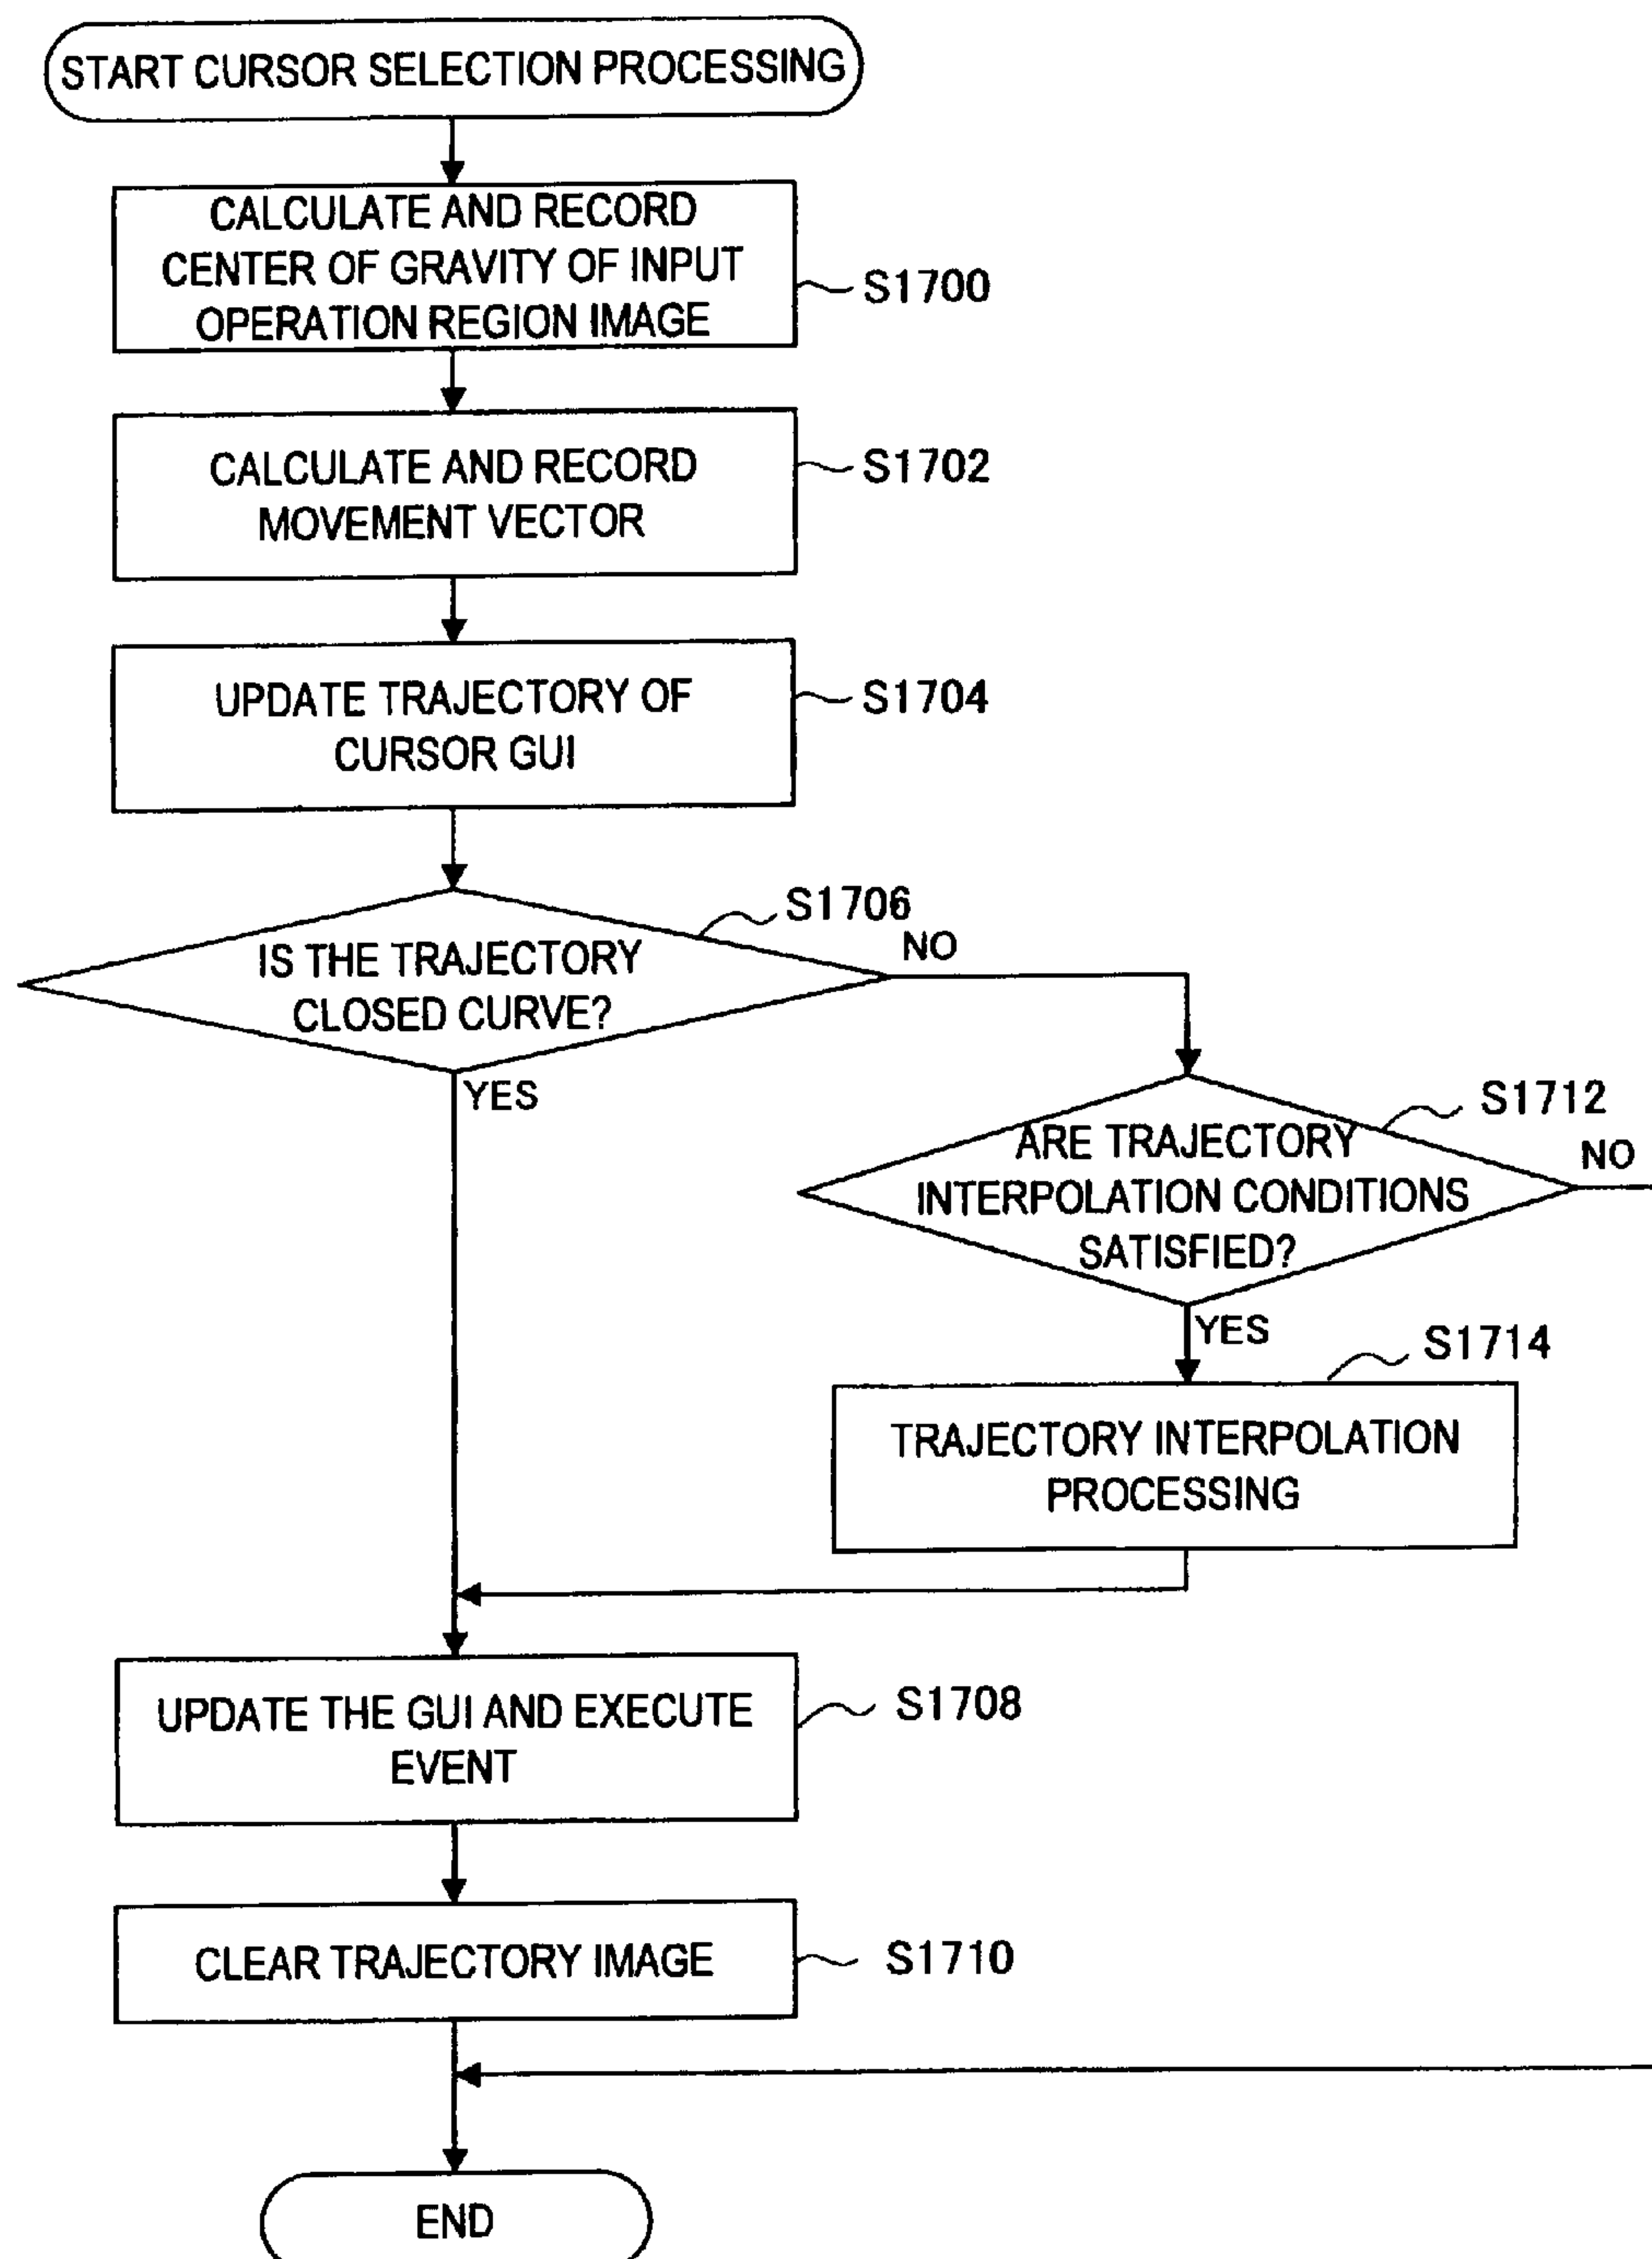 START CURSOR SELECTION PROCESSING
CALCULATE AND RECORD
CENTER OF GRAVITY OF INPUT
OPERATION REGION IMAGE
S1700
CALCULATE AND RECORD
MOVEMENT VECTOR
S1702
UPDATE TRAJECTORY OF
CURSOR GUI
S1704
IS THE TRAJECTORY
CLOSED CURVE?
S1706
NO
YES
ARE TRAJECTORY
INTERPOLATION CONDITIONS
SATISFIED?
S1712
NO
YES
S1714
TRAJECTORY INTERPOLATION
PROCESSING
UPDATE THE GUI AND EXECUTE
EVENT
S1708
CLEAR TRAJECTORY IMAGE
S1710
END